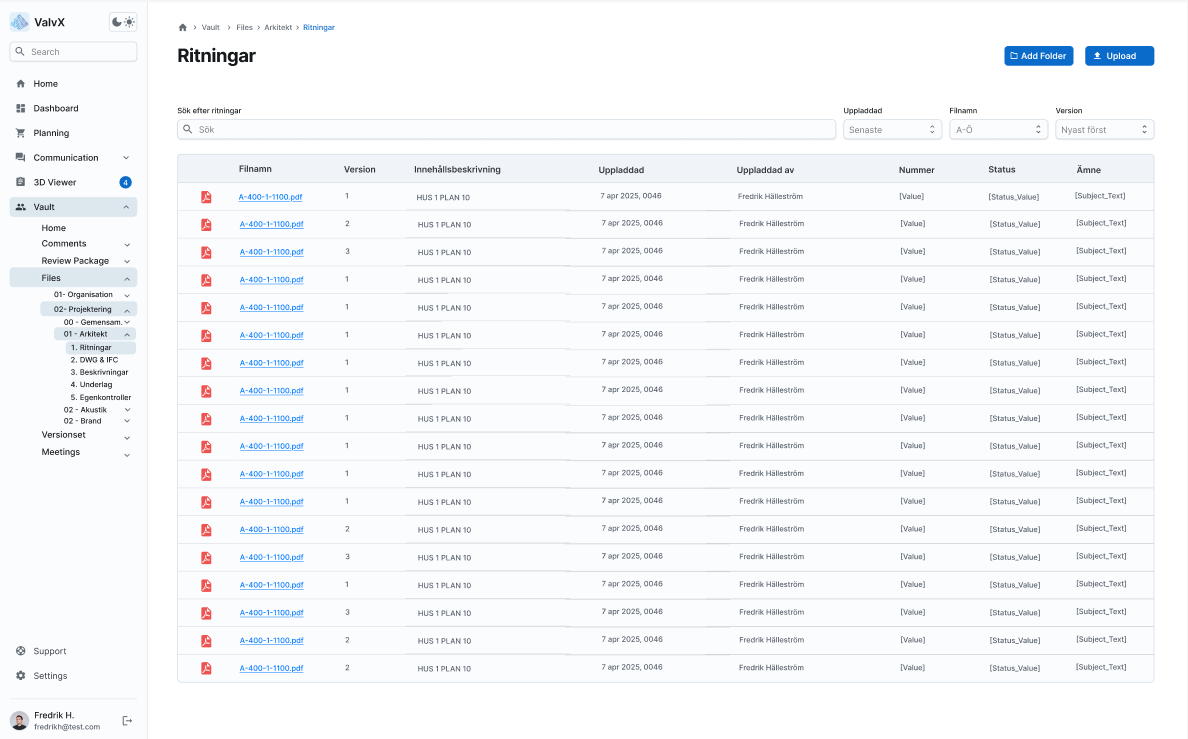 ValvX
Search
Home
Dashboard
Planning
Communication
3D Viewer 4
Vault
Home
Comments
Review Package
Files
01- Organisation
02- Projektering
00 - Gemensam.
01 - Arkitekt
1. Ritningar
2. DWG & IFC
3. Beskrivningar
4. Underlag
5. Egenkontroller
02 - Akustik
02 - Brand
Versionset
Meetings
Support
Settings
Fredrik H.
fredrikh@test.com
Vault > Files > Arkitekt > Ritningar
Ritningar
Add Folder Upload
Sök efter ritningar Uppladdad Filnamn Version
Sök Senaste A-Ö Nyast först
Filnamn Version Innehållsbeskrivning Uppladdad Uppladdad av Nummer Status Ämne
A-400-1-1100.pdf 1 HUS 1 PLAN 10 7 apr 2025, 0046 Fredrik Hälleström [Value] [Status_Value] [Subject_Text]
A-400-1-1100.pdf 2 HUS 1 PLAN 10 7 apr 2025, 0046 Fredrik Hälleström [Value] [Status_Value] [Subject_Text]
A-400-1-1100.pdf 3 HUS 1 PLAN 10 7 apr 2025, 0046 Fredrik Hälleström [Value] [Status_Value] [Subject_Text]
A-400-1-1100.pdf 1 HUS 1 PLAN 10 7 apr 2025, 0046 Fredrik Hälleström [Value] [Status_Value] [Subject_Text]
A-400-1-1100.pdf 1 HUS 1 PLAN 10 7 apr 2025, 0046 Fredrik Hälleström [Value] [Status_Value] [Subject_Text]
A-400-1-1100.pdf 1 HUS 1 PLAN 10 7 apr 2025, 0046 Fredrik Hälleström [Value] [Status_Value] [Subject_Text]
A-400-1-1100.pdf 1 HUS 1 PLAN 10 7 apr 2025, 0046 Fredrik Hälleström [Value] [Status_Value] [Subject_Text]
A-400-1-1100.pdf 1 HUS 1 PLAN 10 7 apr 2025, 0046 Fredrik Hälleström [Value] [Status_Value] [Subject_Text]
A-400-1-1100.pdf 1 HUS 1 PLAN 10 7 apr 2025, 0046 Fredrik Hälleström [Value] [Status_Value] [Subject_Text]
A-400-1-1100.pdf 1 HUS 1 PLAN 10 7 apr 2025, 0046 Fredrik Hälleström [Value] [Status_Value] [Subject_Text]
A-400-1-1100.pdf 1 HUS 1 PLAN 10 7 apr 2025, 0046 Fredrik Hälleström [Value] [Status_Value] [Subject_Text]
A-400-1-1100.pdf 1 HUS 1 PLAN 10 7 apr 2025, 0046 Fredrik Hälleström [Value] [Status_Value] [Subject_Text]
A-400-1-1100.pdf 2 HUS 1 PLAN 10 7 apr 2025, 0046 Fredrik Hälleström [Value] [Status_Value] [Subject_Text]
A-400-1-1100.pdf 3 HUS 1 PLAN 10 7 apr 2025, 0046 Fredrik Hälleström [Value] [Status_Value] [Subject_Text]
A-400-1-1100.pdf 1 HUS 1 PLAN 10 7 apr 2025, 0046 Fredrik Hälleström [Value] [Status_Value] [Subject_Text]
A-400-1-1100.pdf 3 HUS 1 PLAN 10 7 apr 2025, 0046 Fredrik Hälleström [Value] [Status_Value] [Subject_Text]
A-400-1-1100.pdf 2 HUS 1 PLAN 10 7 apr 2025, 0046 Fredrik Hälleström [Value] [Status_Value] [Subject_Text]
A-400-1-1100.pdf 2 HUS 1 PLAN 10 7 apr 2025, 0046 Fredrik Hälleström [Value] [Status_Value] [Subject_Text]